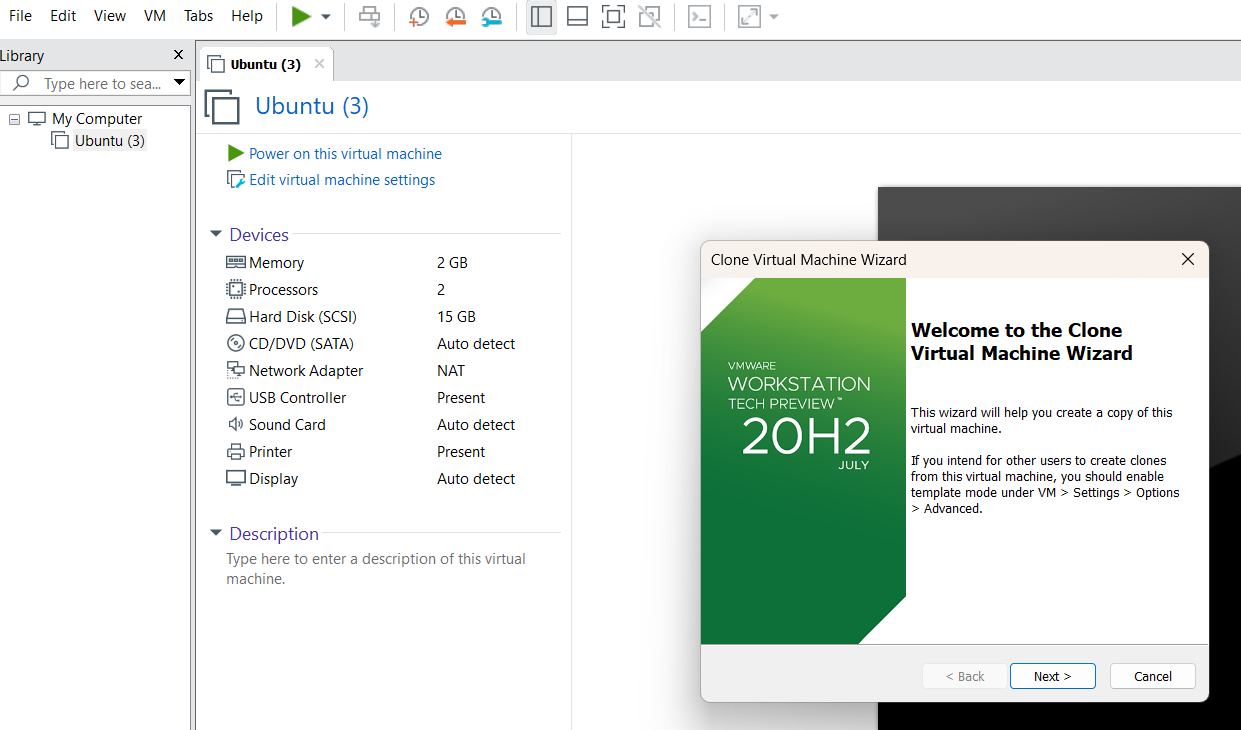 File Edit View VM Tabs Help
Library
Type here to sea...
My Computer
Ubuntu (3)
Ubuntu (3)
Ubuntu (3)
Power on this virtual machine
Edit virtual machine settings
Devices
Memory 2 GB
Processors 2
Hard Disk (SCSI) 15 GB
CD/DVD (SATA) Auto detect
Network Adapter NAT
USB Controller Present
Sound Card Auto detect
Printer Present
Display Auto detect
Description
Type here to enter a description of this virtual
machine.
Clone Virtual Machine Wizard
VMWARE
WORKSTATION
TECH PREVIEW™
20H2
JULY
Welcome to the Clone
Virtual Machine Wizard
This wizard will help you create a copy of this
virtual machine.
If you intend for other users to create clones
from this virtual machine, you should enable
template mode under VM > Settings > Options
> Advanced.
< Back Next > Cancel